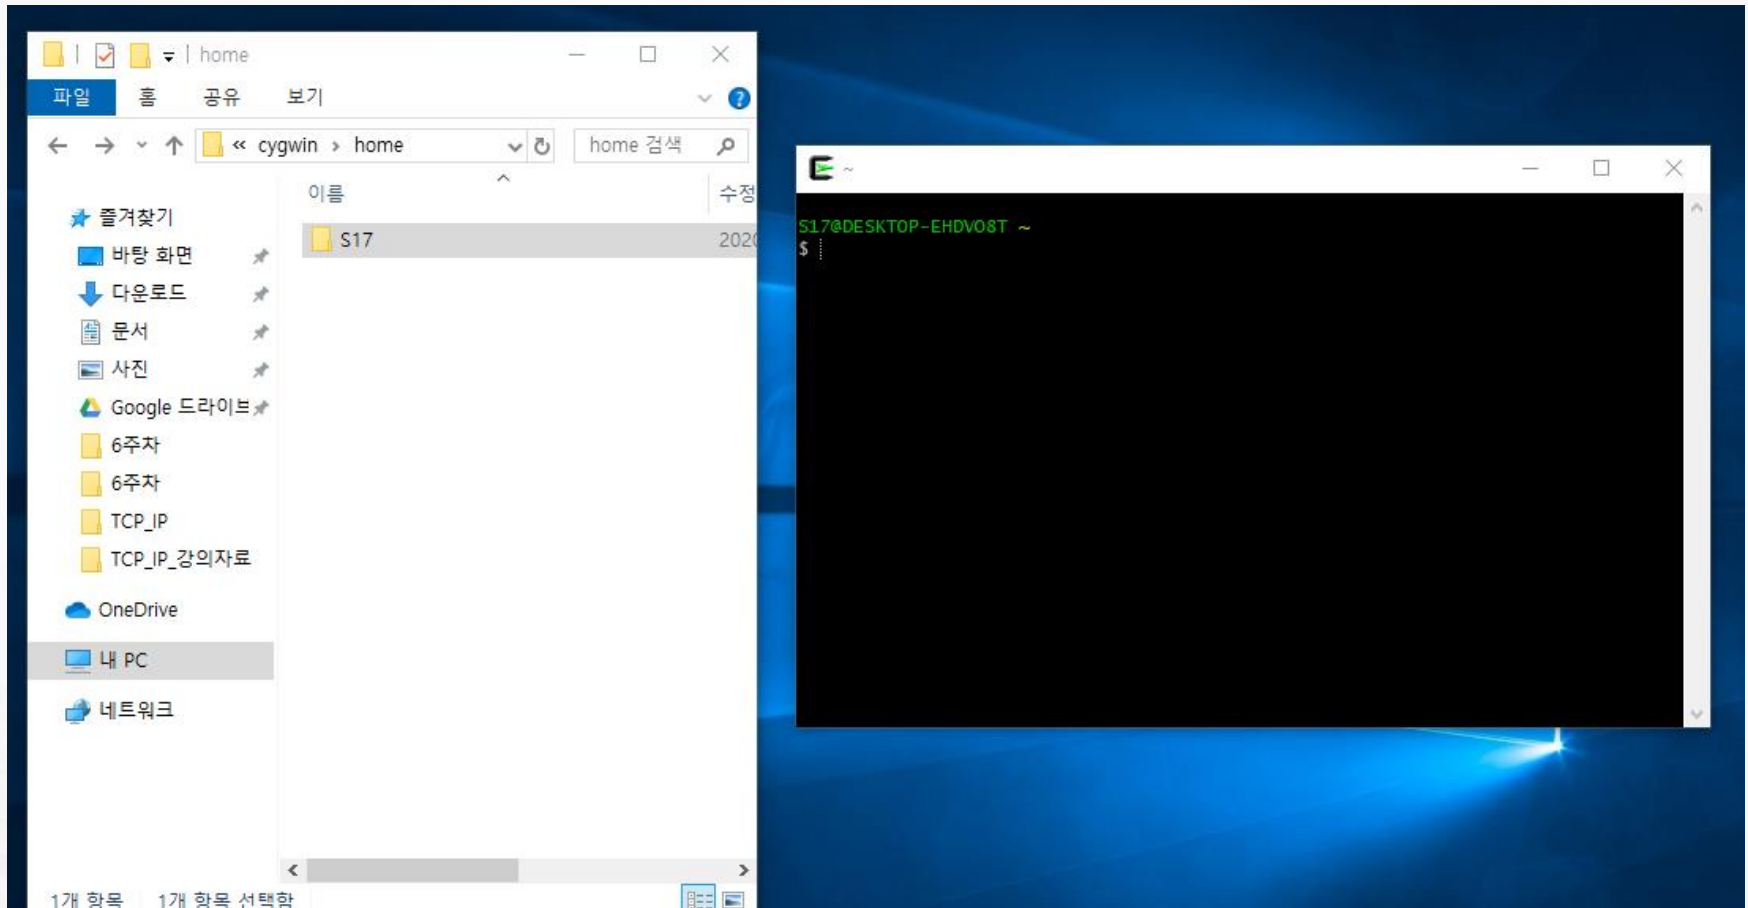 home
파일 홈 공유 보기
« cygwin › home
home 검색
이름
수정
즐겨찾기
바탕 화면
다운로드
문서
사진
Google 드라이브
6주차
6주차
TCP_IP
TCP_IP_강의자료
OneDrive
내 PC
네트워크
S17
2020
1개 항목 1개 항목 선택함
~
S17@DESKTOP-EHDVO8T ~
$